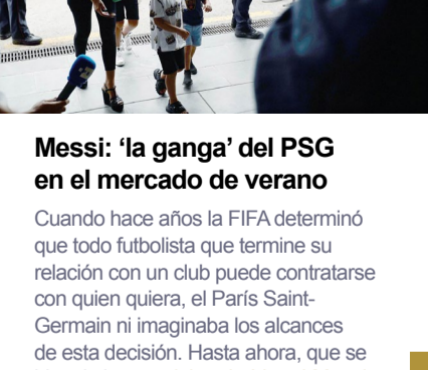 Messi: ‘la ganga’ del PSG
en el mercado de verano
Cuando hace años la FIFA determinó
que todo futbolista que termine su
relación con un club puede contratarse
con quien quiera, el París Saint-
Germain ni imaginaba los alcances
de esta decisión. Hasta ahora, que se